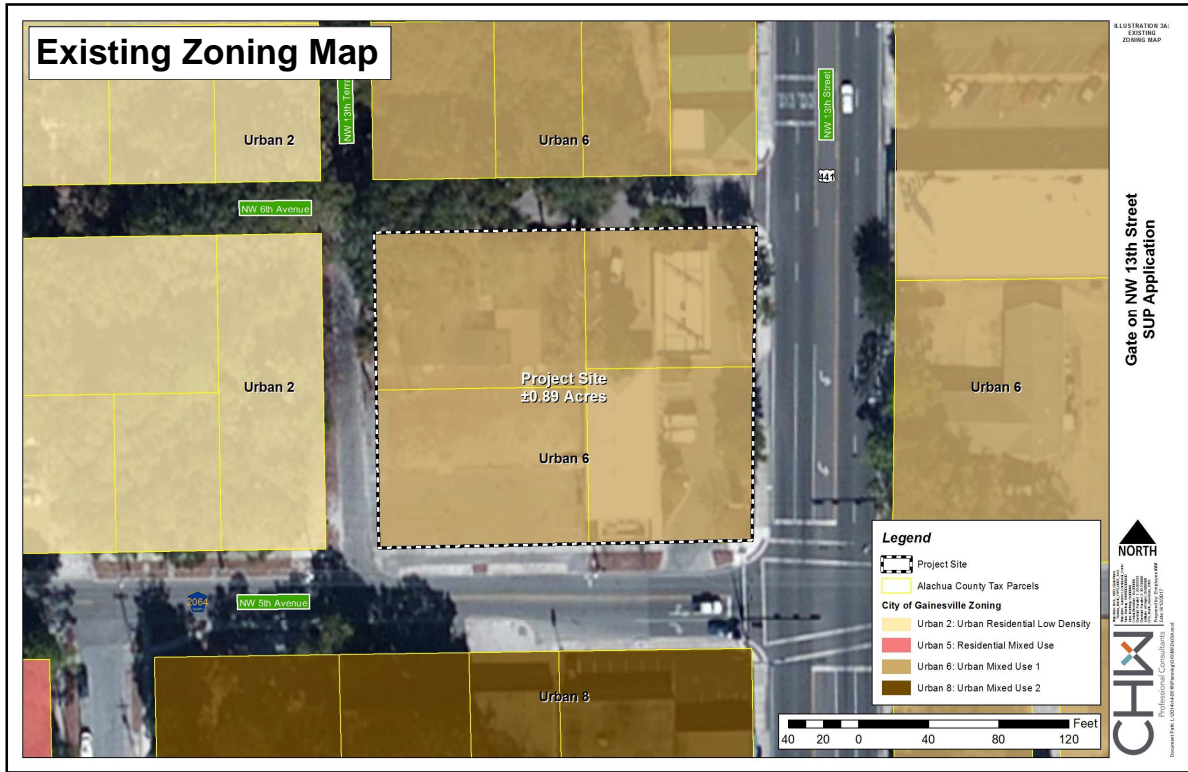 Existing Zoning Map
ILLUSTRATION 3A:
EXISTING
ZONING MAP
NW 13th Terra
NW 13th Street
Urban 2
Urban 6
441
NW 6th Avenue
Gate on NW 13th Street
SUP Application
Urban 2
Project Site
±0.89 Acres
Urban 6
Urban 6
2064
NW 5th Avenue
Urban 8
Legend
Project Site
Alachua County Tax Parcels
City of Gainesville Zoning
Urban 2: Urban Residential Low Density
Urban 5: Residential Mixed Use
Urban 6: Urban Mixed Use 1
Urban 8: Urban Mixed Use 2
Feet
40 20 0 40 80 120
NORTH
CHW
Professional Consultants